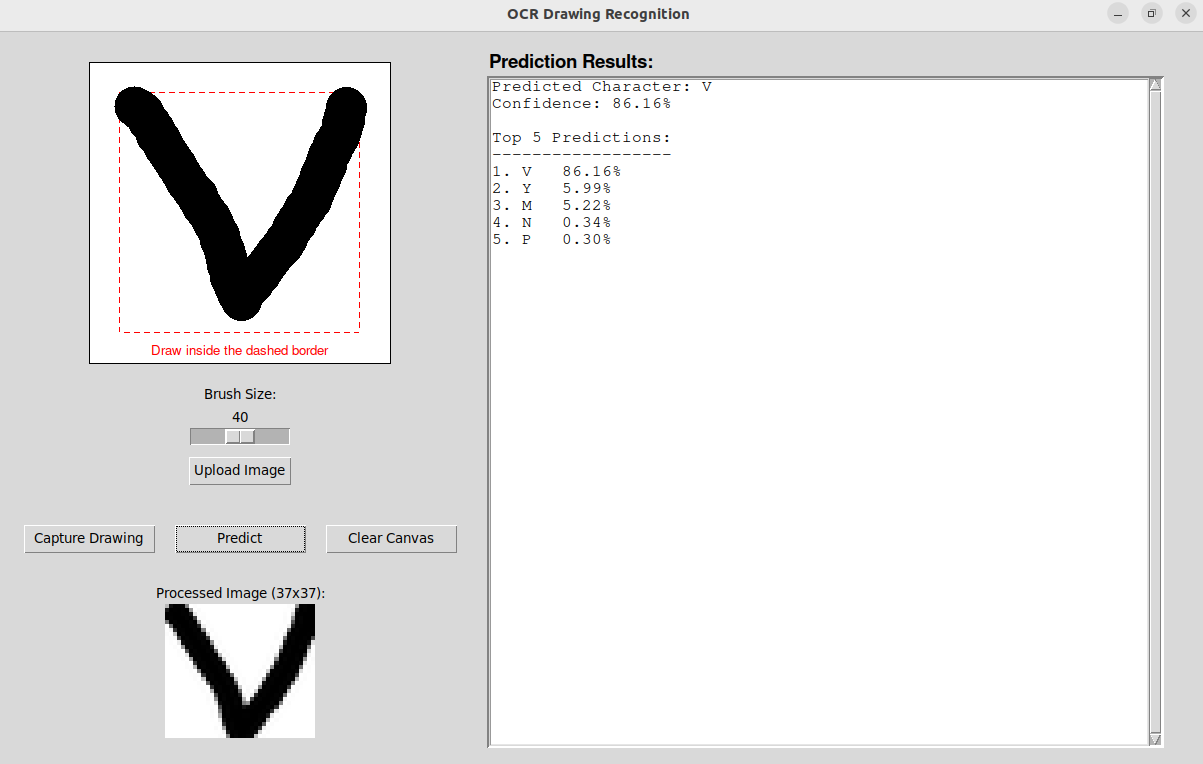 OCR Drawing Recognition
V
Draw inside the dashed border
Brush Size:
40
Upload Image
Capture Drawing
Predict
Clear Canvas
Processed Image (37x37):
V
Prediction Results:
Predicted Character: V
Confidence: 86.16%
Top 5 Predictions:
------------------
1. V 86.16%
2. Y 5.99%
3. M 5.22%
4. N 0.34%
5. P 0.30%